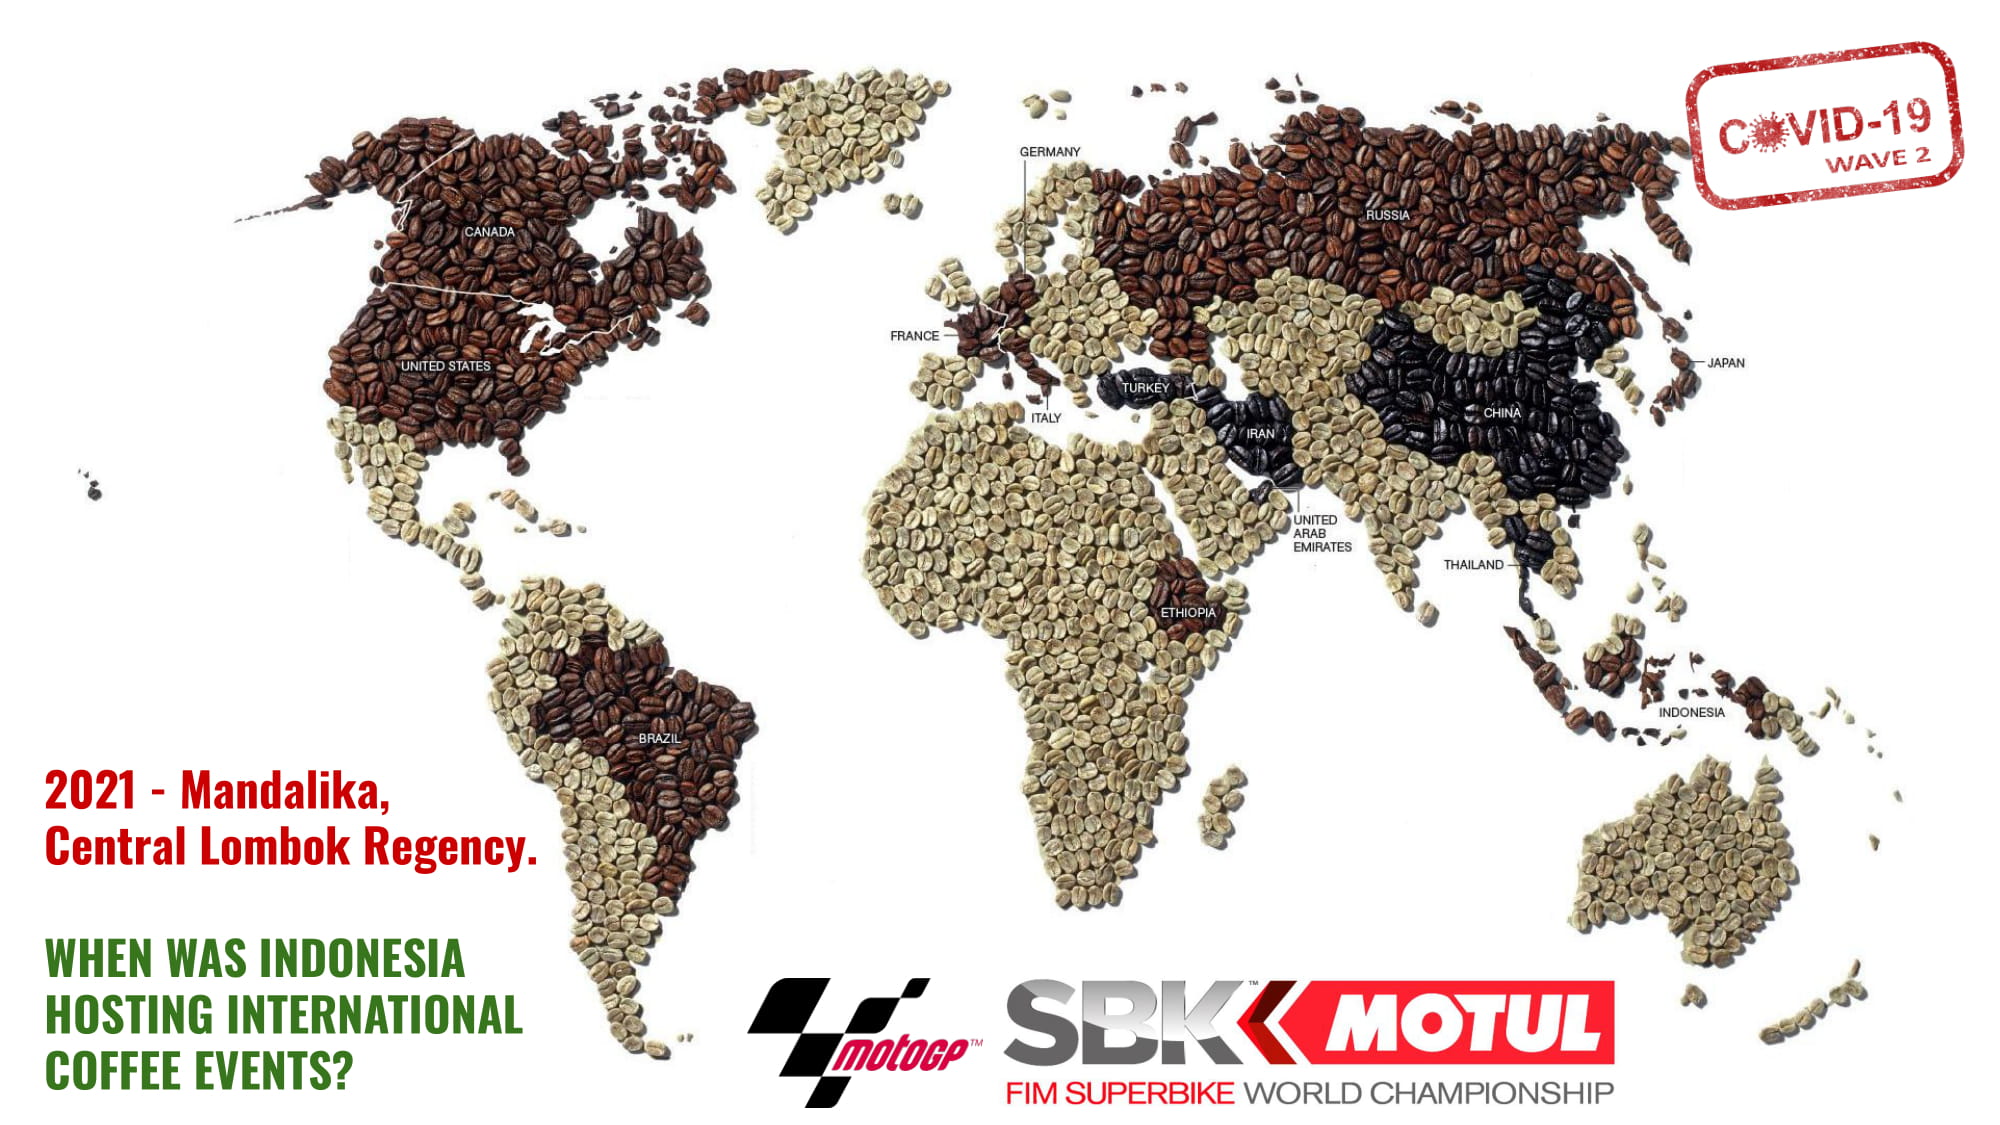 COVID-19
WAVE 2
GERMANY
CANADA
RUSSIA
FRANCE
UNITED STATES
JAPAN
TURKEY
ITALY
CHINA
IRAN
UNITED
ARAB
EMIRATES
THAILAND
ETHIOPIA
INDONESIA
BRAZIL
2021 - Mandalika,
Central Lombok Regency.
WHEN WAS INDONESIA
HOSTING INTERNATIONAL
COFFEE EVENTS?
motoGP™
SBK™ MOTUL
FIM SUPERBIKE WORLD CHAMPIONSHIP